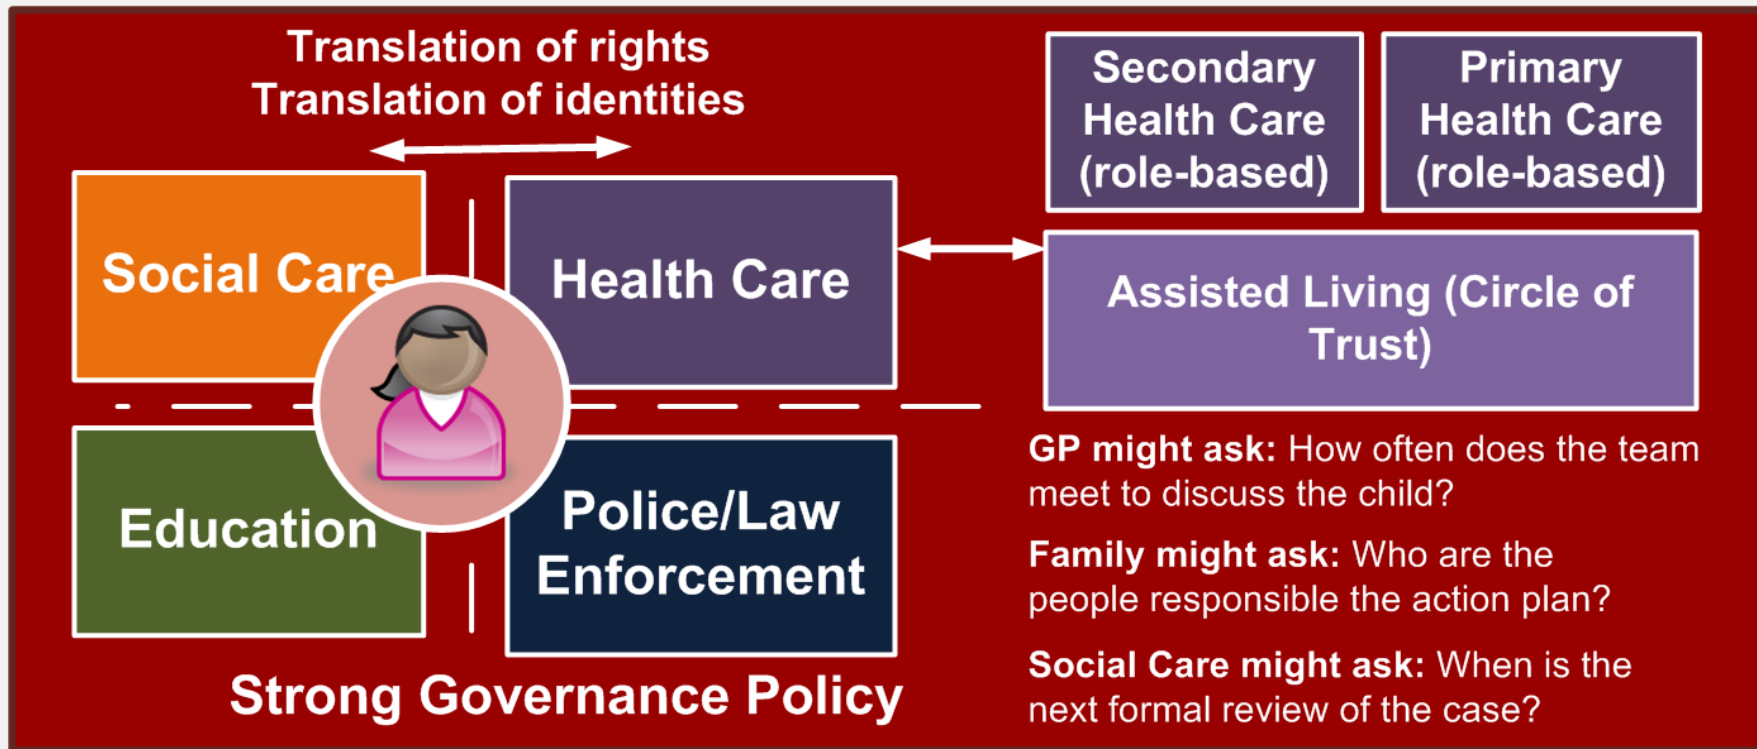 Translation of rights
Translation of identities
Social Care
Health Care
Education
Police/Law
Enforcement
Strong Governance Policy
Secondary
Health Care
(role-based)
Primary
Health Care
(role-based)
Assisted Living (Circle of
Trust)
GP might ask: How often does the team
meet to discuss the child?
Family might ask: Who are the
people responsible the action plan?
Social Care might ask: When is the
next formal review of the case?